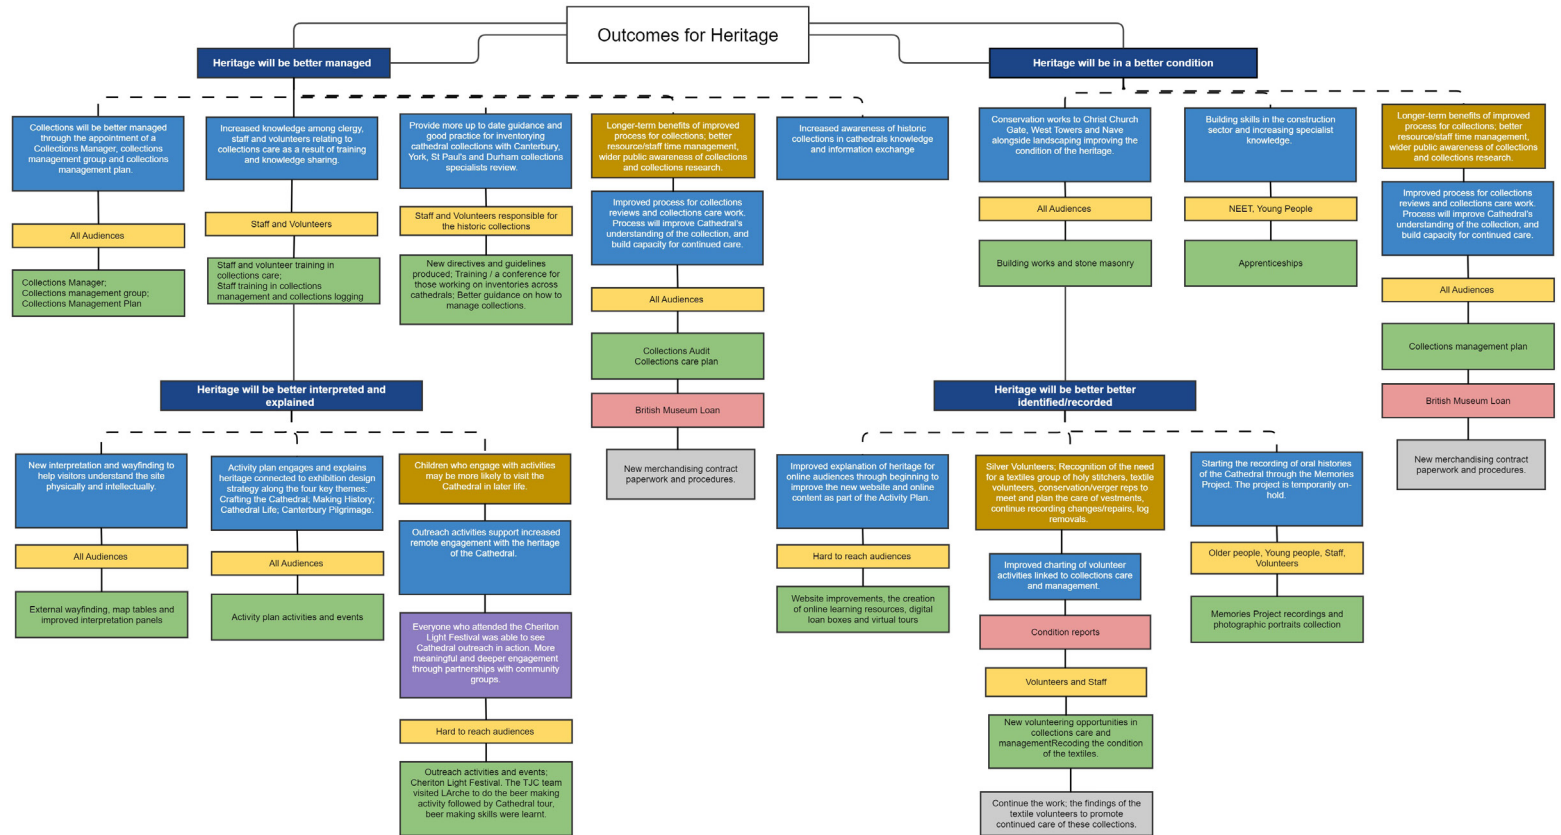 Outcomes for Heritage
Heritage will be better managed
Heritage will be in a better condition
Collections will be better managed
through the appointment of a
Collections Manager, collections
management group and collections
management plan.
All Audiences
Collections Manager;
Collections management group;
Collections Management Plan
Increased knowledge among clergy,
staff and volunteers relating to
collections care as a result of training
and knowledge sharing.
Staff and Volunteers
Staff and volunteer training in
collections care;
Staff training in collections
management and collections logging
Provide more up to date guidance and
good practice for inventorying
cathedral collections with Canterbury,
York, St Paul's and Durham collections
specialists review.
Staff and Volunteers responsible for
the historic collections
New directives and guidelines
produced; Training / a conference for
those working on inventories across
cathedrals; Better guidance on how to
manage collections.
Longer-term benefits of improved
process for collections; better
resource/staff time management,
wider public awareness of collections
and collections research.
Improved process for collections
reviews and collections care work.
Process will improve Cathedral's
understanding of the collection, and
build capacity for continued care.
All Audiences
Collections Audit
Collections care plan
British Museum Loan
New merchandising contract
paperwork and procedures.
Increased awareness of historic
collections in cathedrals knowledge
and information exchange
Conservation works to Christ Church
Gate, West Towers and Nave
alongside landscaping improving the
condition of the heritage.
All Audiences
Building works and stone masonry
Building skills in the construction
sector and increasing specialist
knowledge.
NEET, Young People
Apprenticeships
Longer-term benefits of improved
process for collections; better
resource/staff time management,
wider public awareness of collections
and collections research.
Improved process for collections
reviews and collections care work.
Process will improve Cathedral's
understanding of the collection, and
build capacity for continued care.
All Audiences
Collections management plan
British Museum Loan
New merchandising contract
paperwork and procedures.
Heritage will be better interpreted and
explained
New interpretation and wayfinding to
help visitors understand the site
physically and intellectually.
All Audiences
External wayfinding, map tables and
improved interpretation panels
Activity plan engages and explains
heritage connected to exhibition design
strategy along the four key themes:
Crafting the Cathedral; Making History;
Cathedral Life; Canterbury Pilgrimage.
All Audiences
Activity plan activities and events
Children who engage with activities
may be more likely to visit the
Cathedral in later life.
Outreach activities support increased
remote engagement with the heritage
of the Cathedral.
Everyone who attended the Cheriton
Light Festival was able to see
Cathedral outreach in action. More
meaningful and deeper engagement
through partnerships with community
groups.
Hard to reach audiences
Outreach activities and events;
Cheriton Light Festival. The TJC team
visited LArche to do the beer making
activity followed by Cathedral tour,
beer making skills were learnt.
Heritage will be better better
identified/recorded
Improved explanation of heritage for
online audiences through beginning to
improve the new website and online
content as part of the Activity Plan.
Hard to reach audiences
Website improvements, the creation
of online learning resources, digital
loan boxes and virtual tours
Silver Volunteers; Recognition of the need
for a textiles group of holy stitchers, textile
volunteers, conservation/verger reps to
meet and plan the care of vestments,
continue recording changes/repairs, log
removals.
Improved charting of volunteer
activities linked to collections care
and management.
Condition reports
Volunteers and Staff
New volunteering opportunities in
collections care and
managementRecoding the condition
of the textiles.
Continue the work; the findings of the
textile volunteers to promote
continued care of these collections.
Starting the recording of oral histories
of the Cathedral through the Memories
Project. The project is temporarily on-
hold.
Older people, Young people, Staff,
Volunteers
Memories Project recordings and
photographic portraits collection